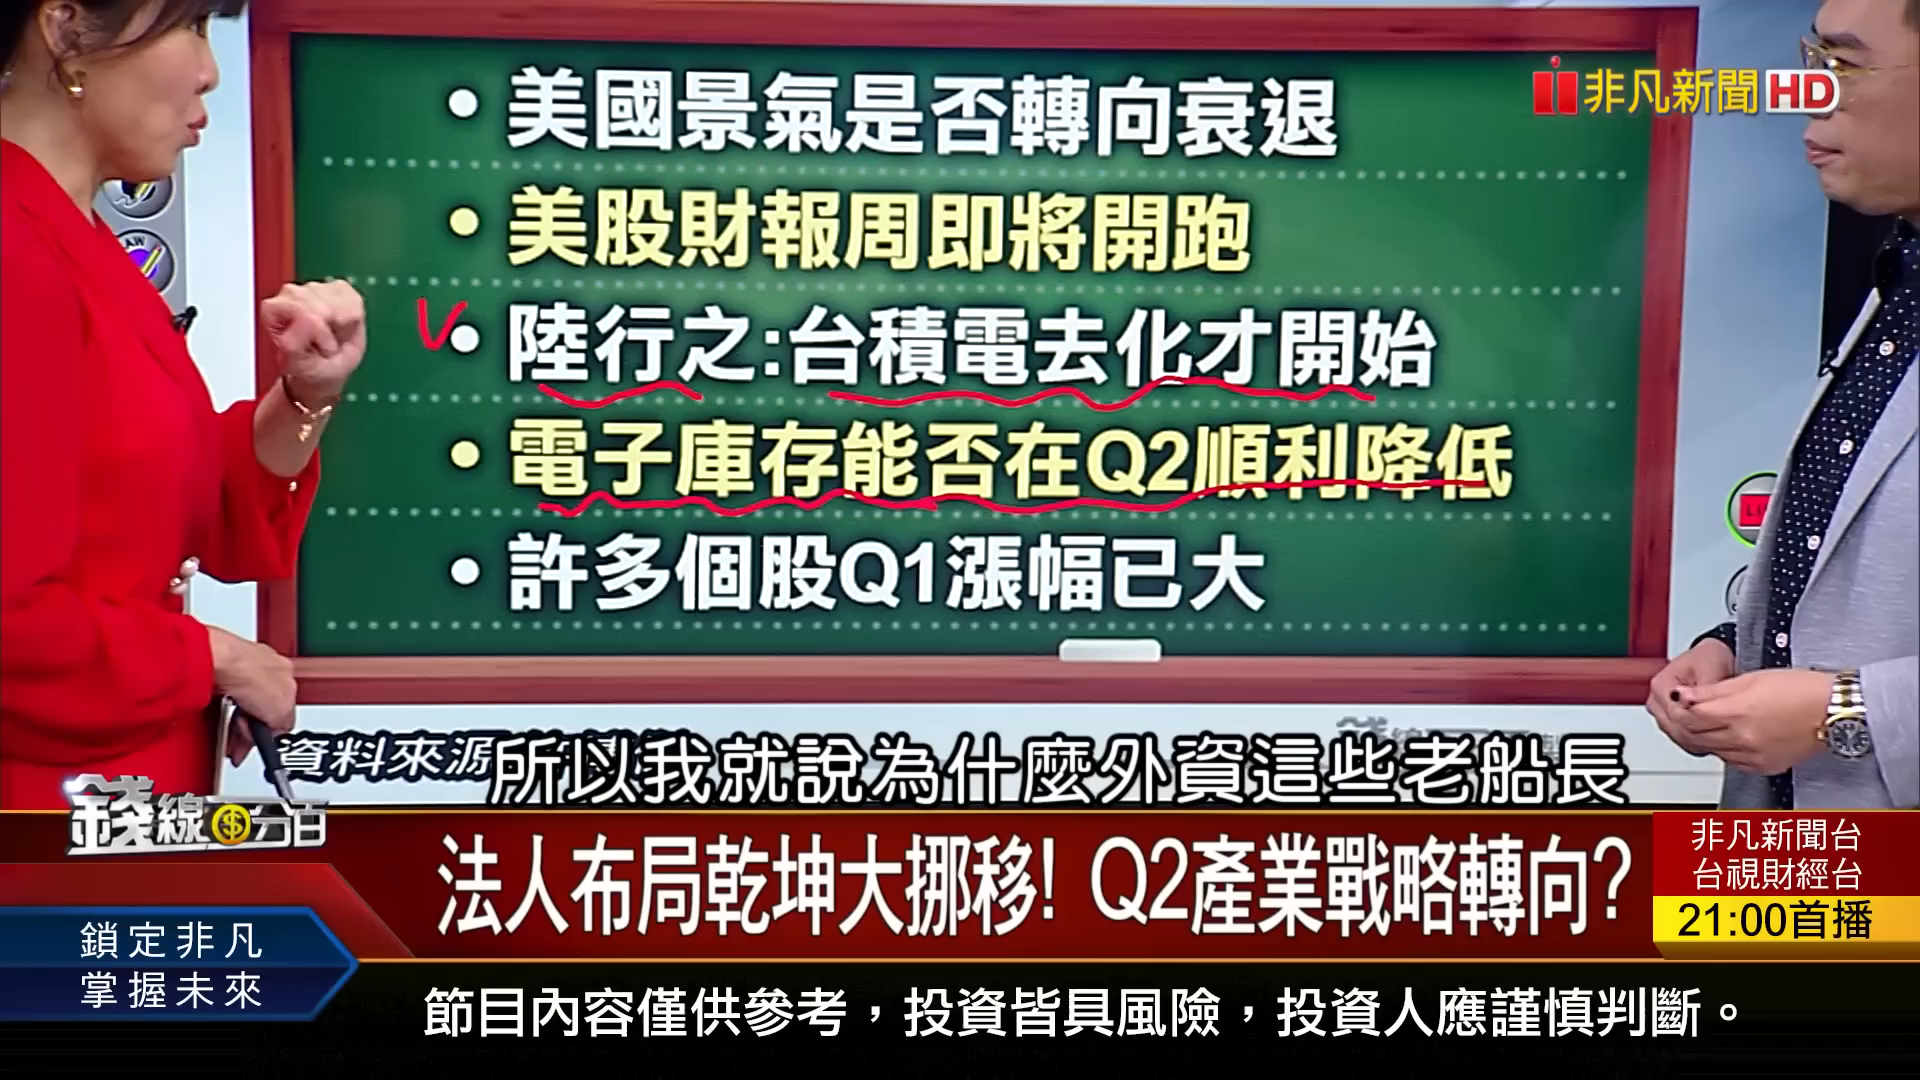 美國景氣是否轉向衰退
非凡新聞HD
美股財報周即將開跑
陸行之:台積電去化才開始
電子庫存能否在Q2順利降低
許多個股Q1漲幅已大
資料來源
所以我就說為什麼外資這些老船長
錢線百分百
法人布局乾坤大挪移! Q2產業戰略轉向?
非凡新聞台
台視財經台
21:00首播
鎖定非凡
掌握未來
節目內容僅供參考，投資皆具風險，投資人應謹慎判斷。